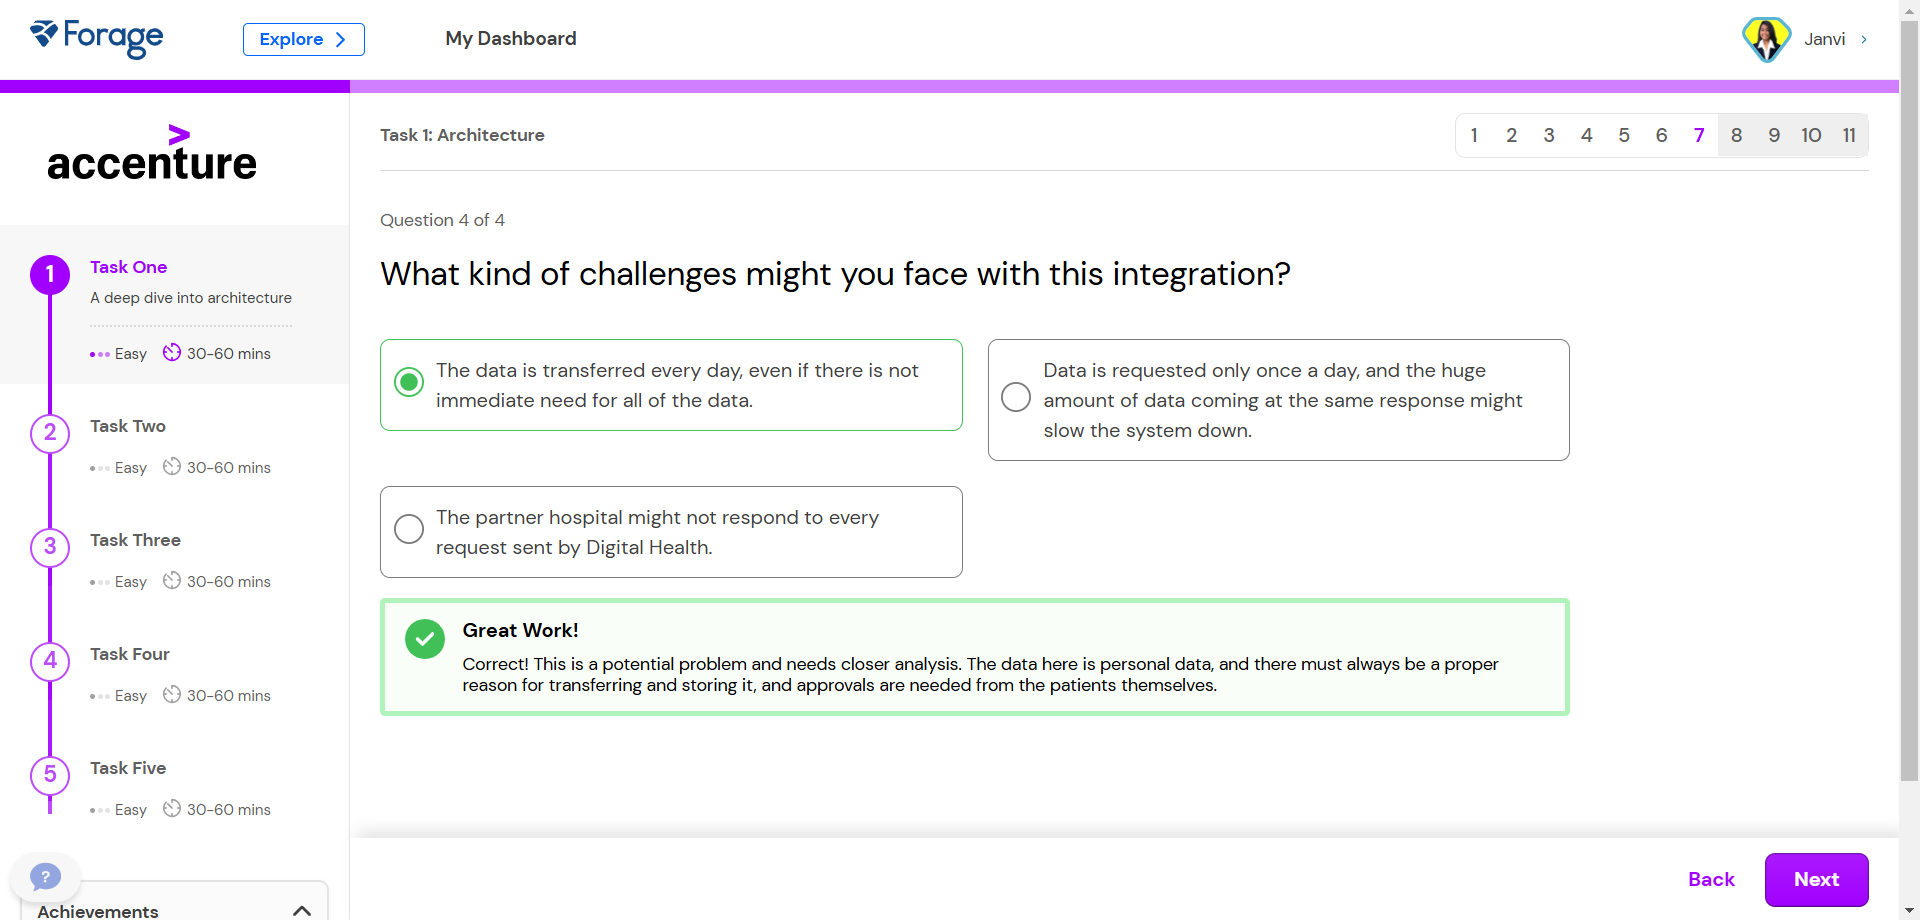 Forage
Explore
My Dashboard
Janvi
accenture
Task 1: Architecture
1 2 3 4 5 6 7 8 9 10 11
1
Task One
A deep dive into architecture
Easy 30-60 mins
2
Task Two
Easy 30-60 mins
3
Task Three
Easy 30-60 mins
4
Task Four
Easy 30-60 mins
5
Task Five
Easy 30-60 mins
?
Achievements
Question 4 of 4
What kind of challenges might you face with this integration?
The data is transferred every day, even if there is not
immediate need for all of the data.
Data is requested only once a day, and the huge
amount of data coming at the same response might
slow the system down.
The partner hospital might not respond to every
request sent by Digital Health.
Great Work!
Correct! This is a potential problem and needs closer analysis. The data here is personal data, and there must always be a proper
reason for transferring and storing it, and approvals are needed from the patients themselves.
Back
Next